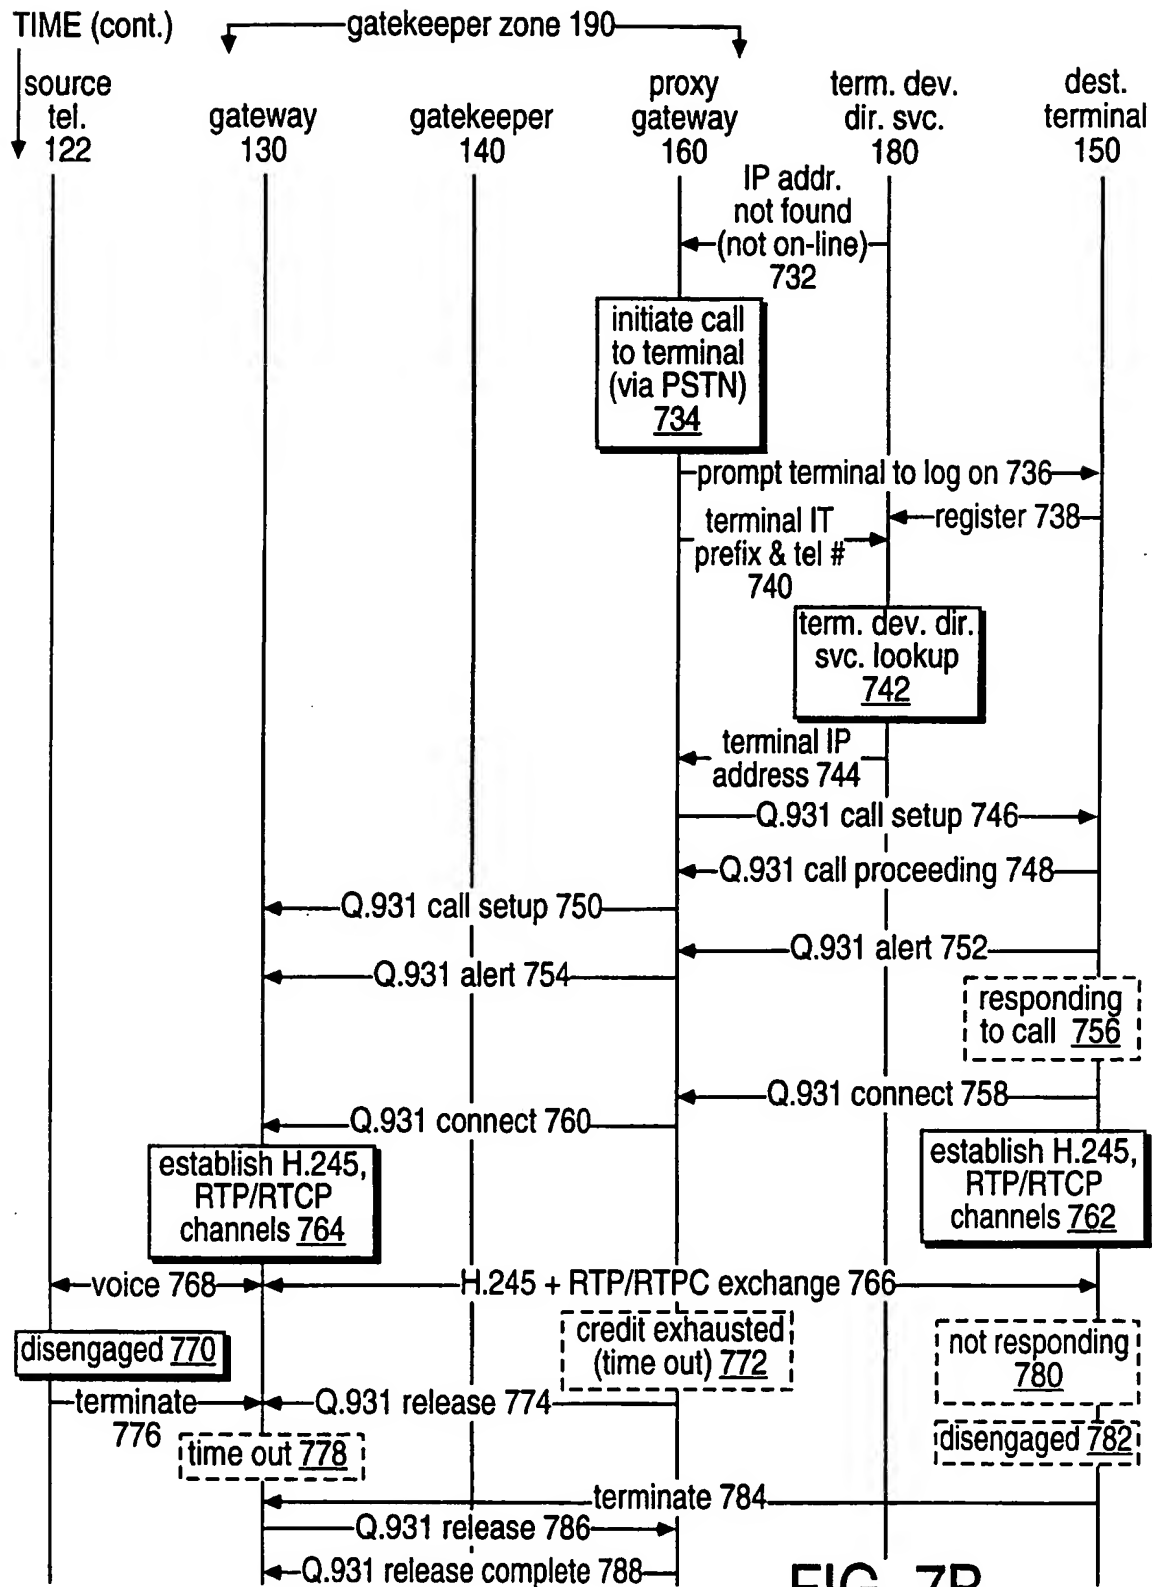 TIME (cont.)
gatekeeper zone 190
source
tel.
122
gateway
130
gatekeeper
140
proxy
gateway
160
term. dev.
dir. svc.
180
dest.
terminal
150
IP addr.
not found
(not on-line)
732
initiate call
to terminal
(via PSTN)
734
prompt terminal to log on 736
register 738
terminal IT
prefix & tel #
740
term. dev. dir.
svc. lookup
742
terminal IP
address 744
Q.931 call setup 746
Q.931 call proceeding 748
Q.931 call setup 750
Q.931 alert 752
Q.931 alert 754
responding
to call 756
Q.931 connect 758
Q.931 connect 760
establish H.245,
RTP/RTCP
channels 764
establish H.245,
RTP/RTCP
channels 762
voice 768
H.245 + RTP/RTPC exchange 766
disengaged 770
credit exhausted
(time out) 772
not responding
780
terminate
776
Q.931 release 774
time out 778
disengaged 782
terminate 784
Q.931 release 786
Q.931 release complete 788
FIG. 7B